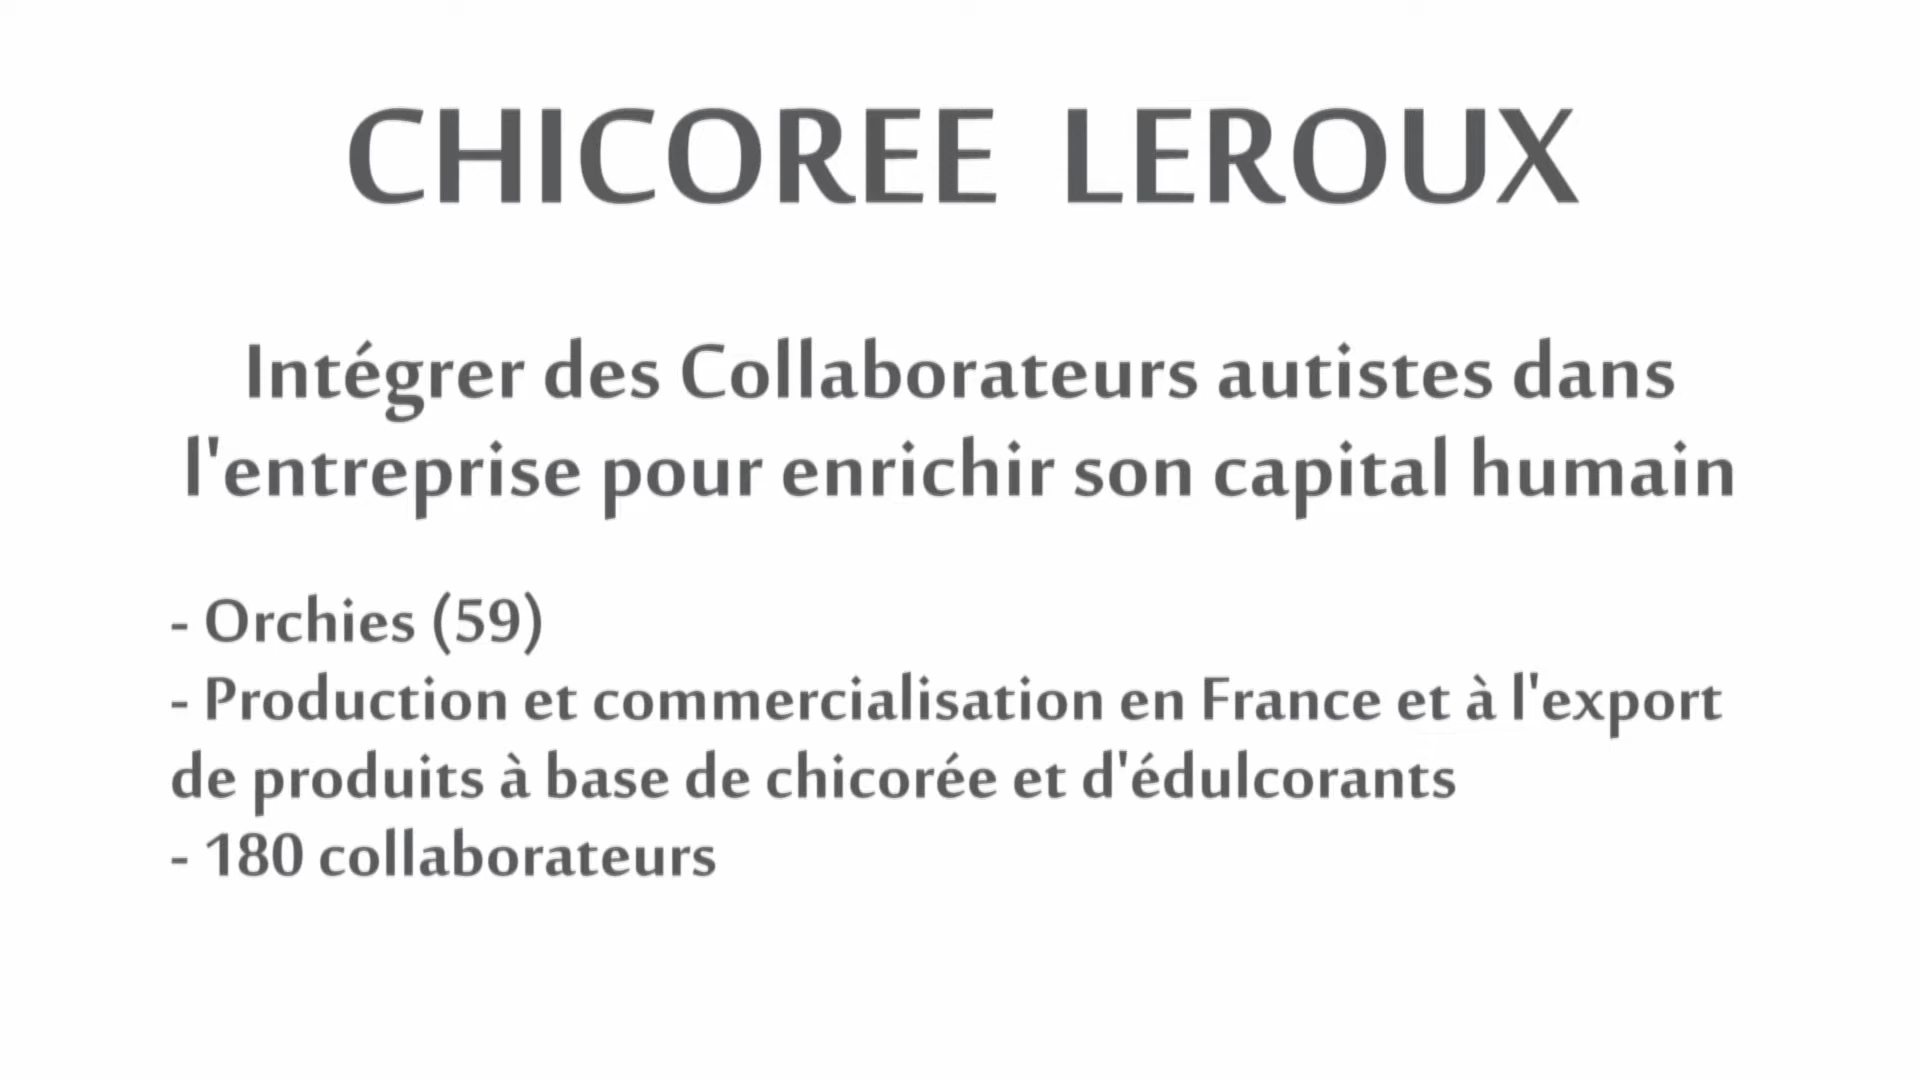 CHICOREE LEROUX
Intégrer des Collaborateurs autistes dans
l'entreprise pour enrichir son capital humain
- Orchies (59)
- Production et commercialisation en France et à l'export
de produits à base de chicorée et d'édulcorants
- 180 collaborateurs